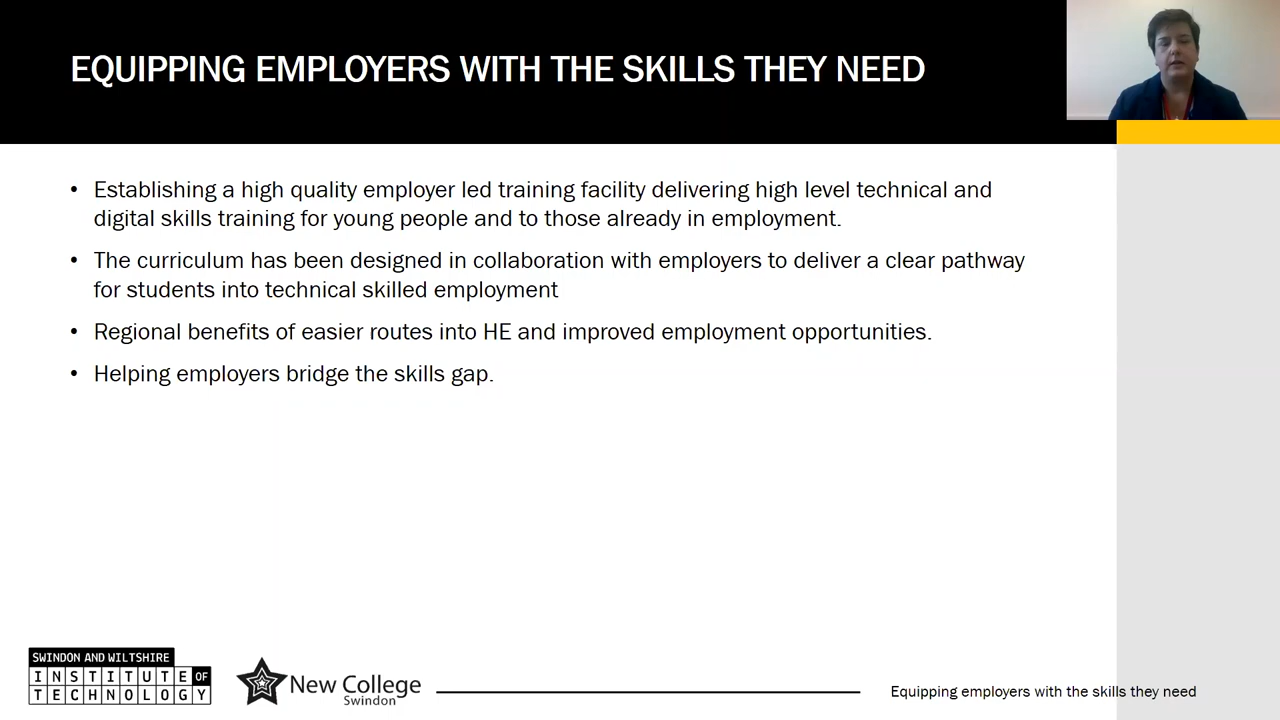 EQUIPPING EMPLOYERS WITH THE SKILLS THEY NEED
• Establishing a high quality employer led training facility delivering high level technical and
digital skills training for young people and to those already in employment.
• The curriculum has been designed in collaboration with employers to deliver a clear pathway
for students into technical skilled employment
• Regional benefits of easier routes into HE and improved employment opportunities.
• Helping employers bridge the skills gap.
SWINDON AND WILTSHIRE
INSTITUTE OF
TECHNOLOGY
New College
Swindon
Equipping employers with the skills they need